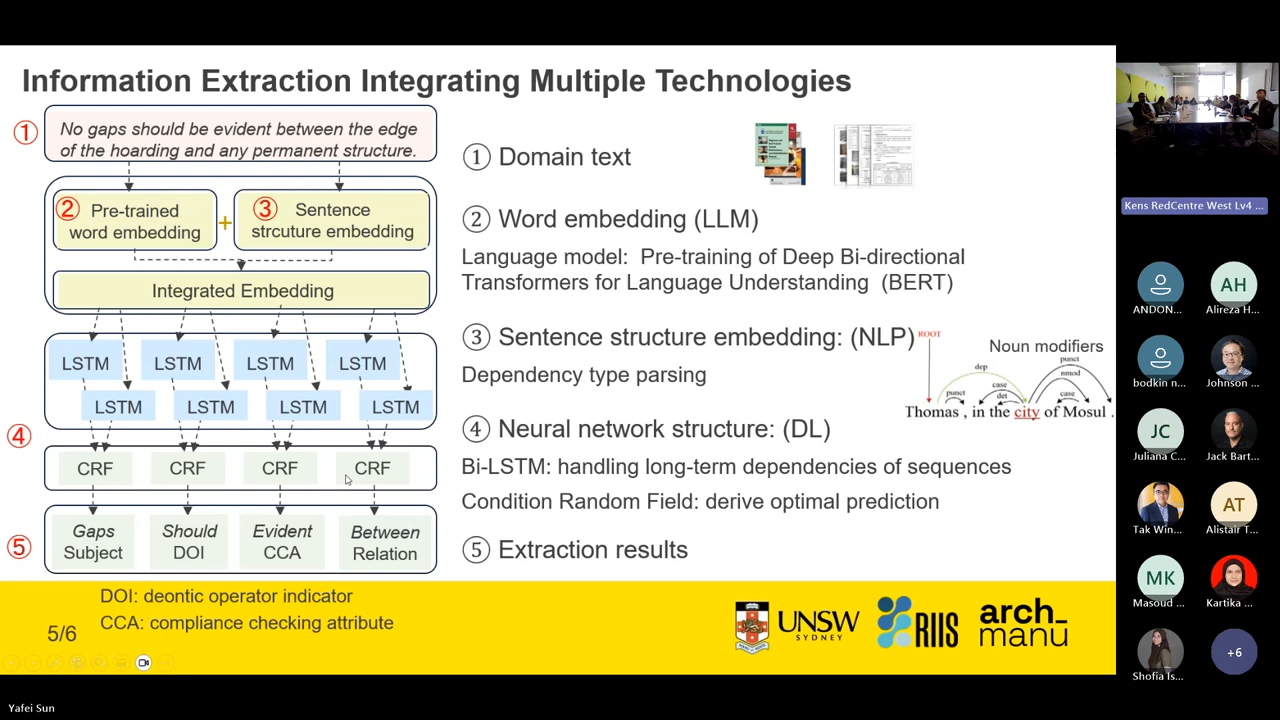 Information Extraction Integrating Multiple Technologies
①
No gaps should be evident between the edge
of the hoarding and any permanent structure.
②
Pre-trained
word embedding
+
③
Sentence
strcuture embedding
Integrated Embedding
LSTM LSTM LSTM LSTM
LSTM LSTM LSTM LSTM
④
CRF CRF CRF CRF
⑤
Gaps Should Evident Between
Subject DOI CCA Relation
① Domain text
② Word embedding (LLM)
Language model: Pre-training of Deep Bi-directional
Transformers for Language Understanding (BERT)
③ Sentence structure embedding: (NLP)
Dependency type parsing
ROOT
Noun modifiers
punct
dep
nmod
case
case
punct
det
Thomas , in the city of Mosul .
④ Neural network structure: (DL)
Bi-LSTM: handling long-term dependencies of sequences
Condition Random Field: derive optimal prediction
⑤ Extraction results
DOI: deontic operator indicator
CCA: compliance checking attribute
5/6
UNSW
SYDNEY
RIIS
arch_
manu
Kens RedCentre West Lv4 ...
ANDON...
AH
Alireza H...
bodkin n...
Johnson ...
JC
Juliana C...
Jack Bart...
Tak Win...
AT
Alistair T...
MK
Masoud ...
Kartika ...
Shofia Is...
+6
Yafei Sun